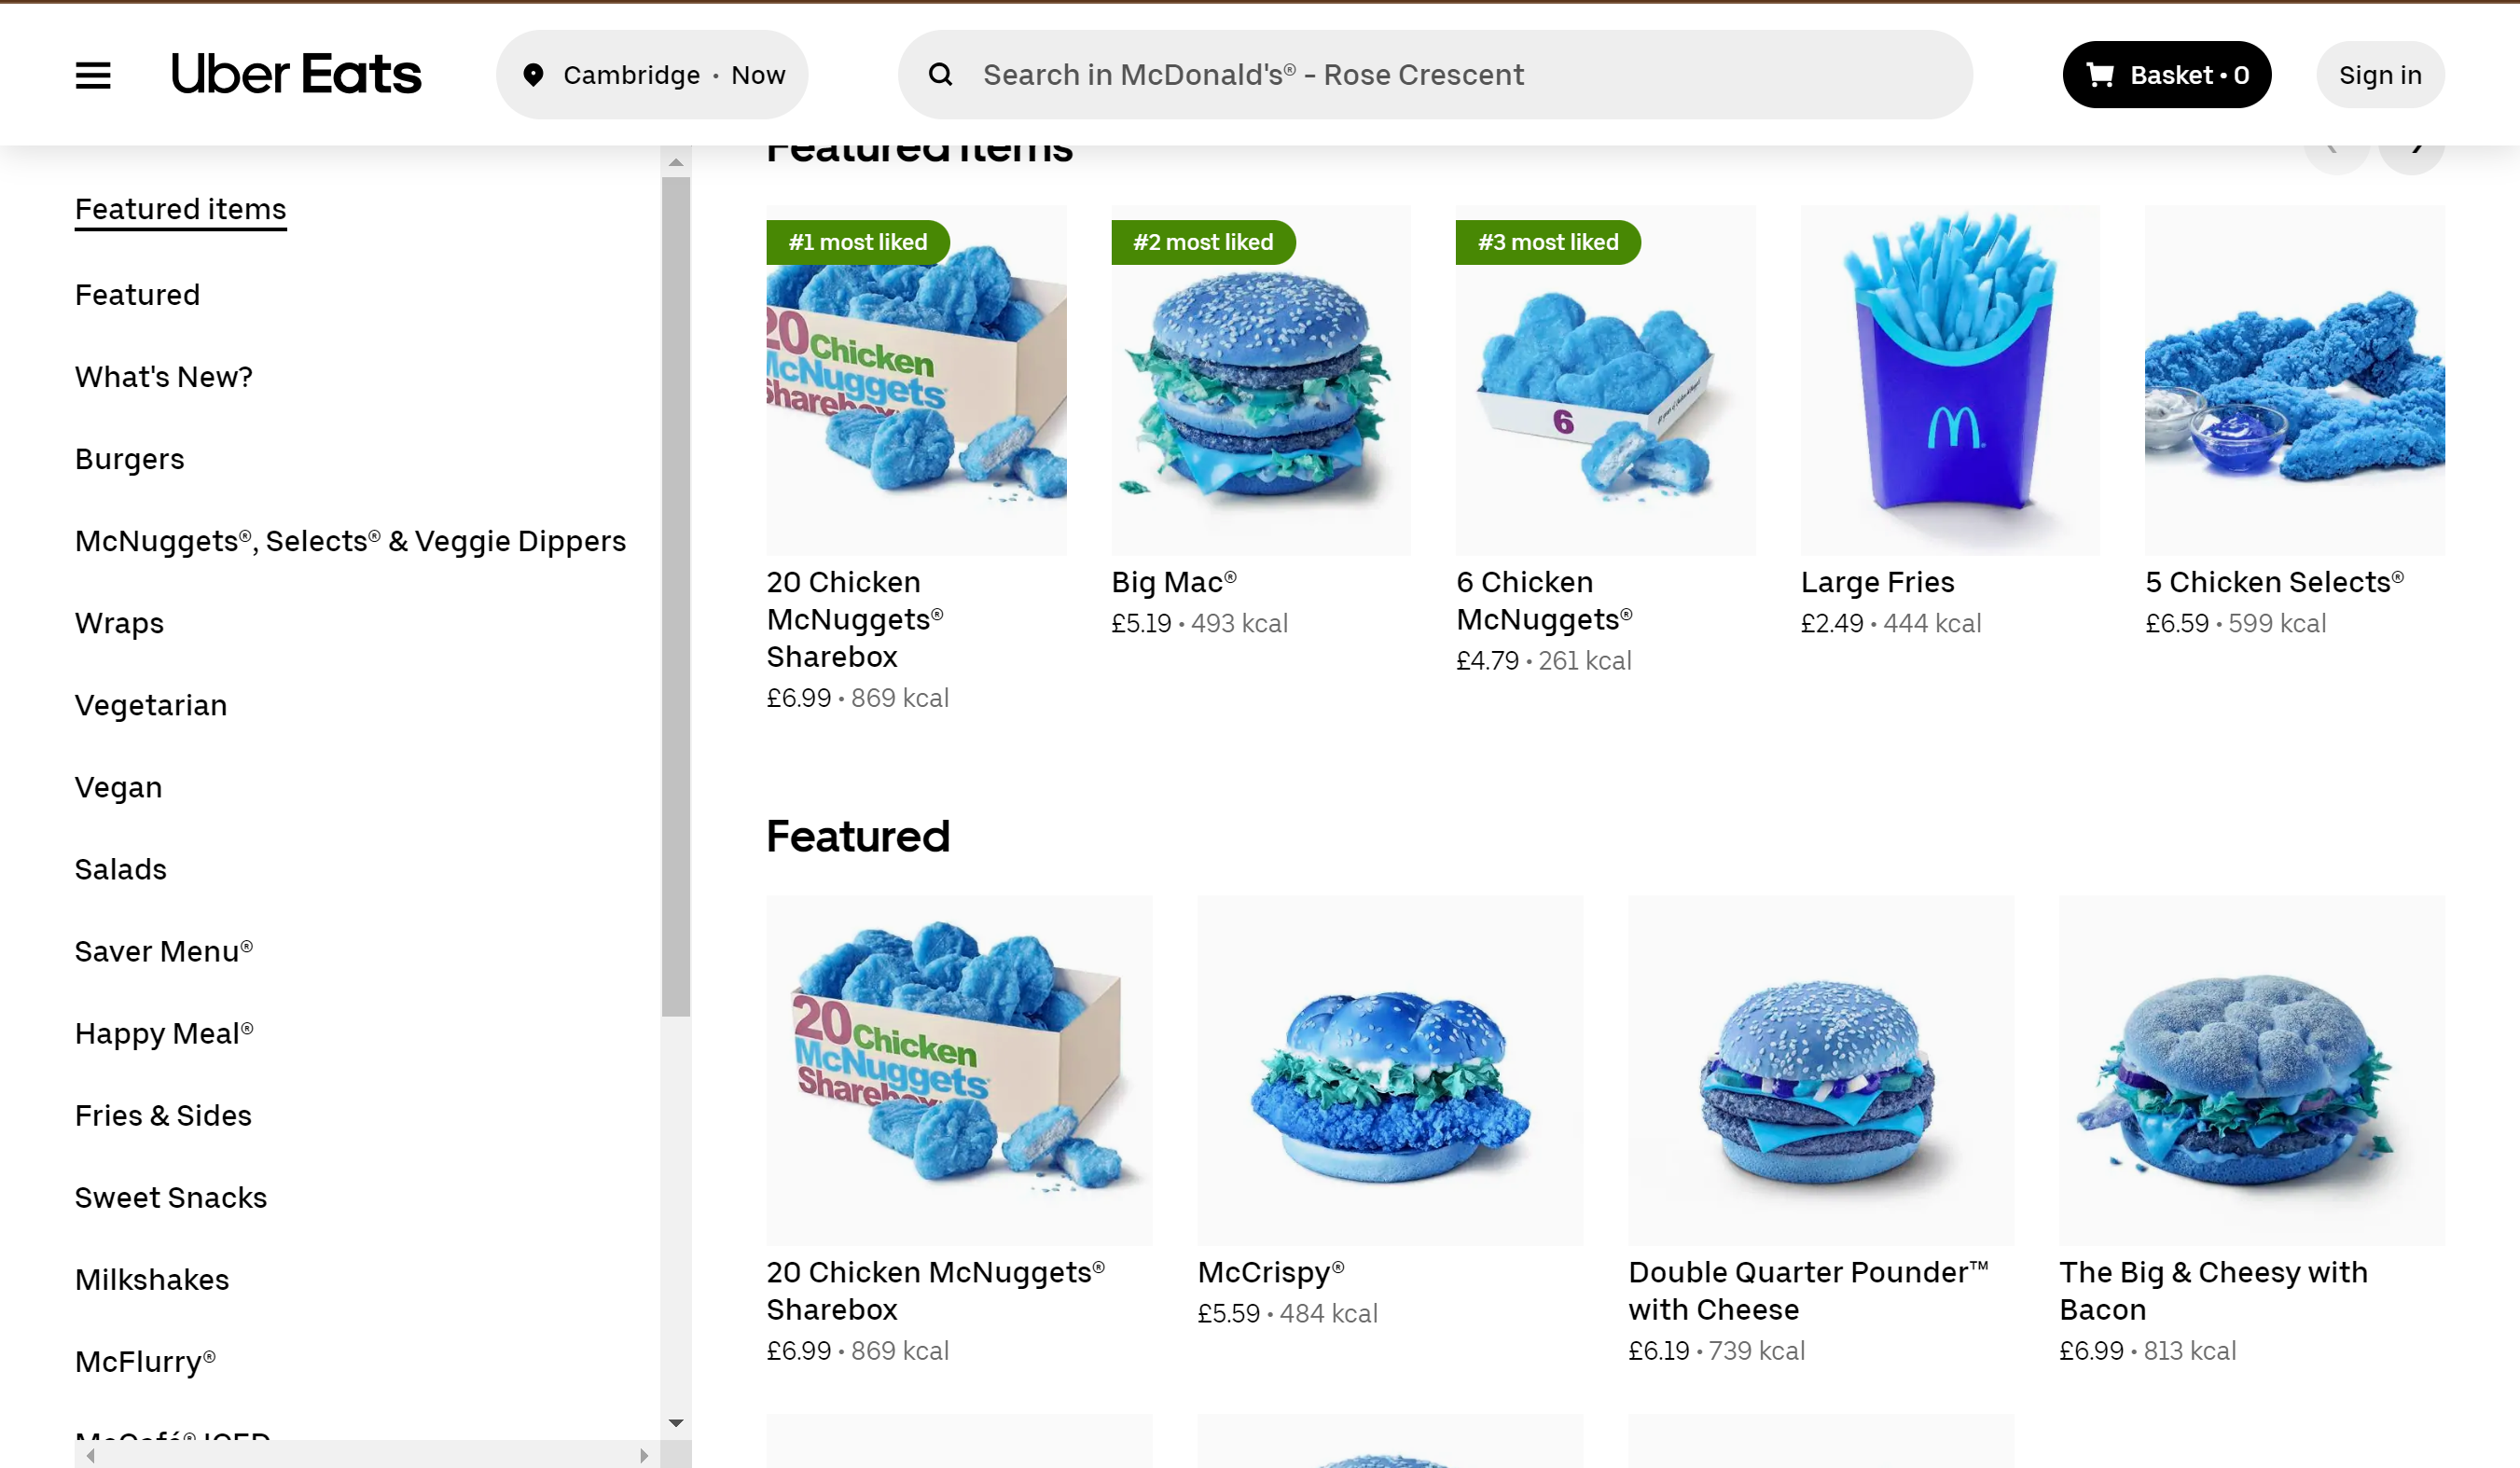 Uber Eats
Cambridge • Now
Search in McDonald's® - Rose Crescent
Basket • 0
Sign in
Featured items
Featured
What's New?
Burgers
McNuggets®, Selects® & Veggie Dippers
Wraps
Vegetarian
Vegan
Salads
Saver Menu®
Happy Meal®
Fries & Sides
Sweet Snacks
Milkshakes
McFlurry®
McCafé® ICED
Featured items
#1 most liked
20 Chicken
McNuggets
Sharebox
20 Chicken
McNuggets®
Sharebox
£6.99 • 869 kcal
#2 most liked
Big Mac®
£5.19 • 493 kcal
#3 most liked
6
6 Chicken
McNuggets®
£4.79 • 261 kcal
Large Fries
£2.49 • 444 kcal
5 Chicken Selects®
£6.59 • 599 kcal
Featured
20 Chicken
McNuggets
Sharebox
20 Chicken McNuggets®
Sharebox
£6.99 • 869 kcal
McCrispy®
£5.59 • 484 kcal
Double Quarter Pounder™
with Cheese
£6.19 • 739 kcal
The Big & Cheesy with
Bacon
£6.99 • 813 kcal